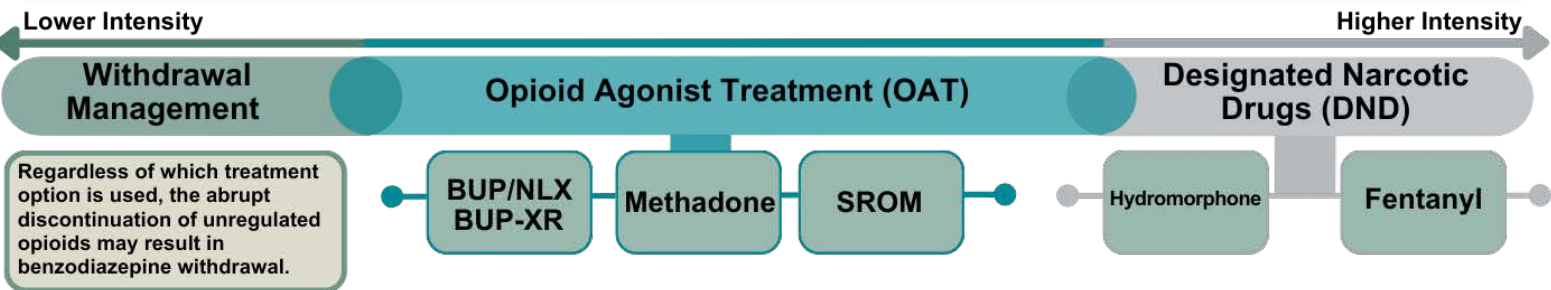 Lower Intensity
Higher Intensity
Withdrawal
Management
Opioid Agonist Treatment (OAT)
Designated Narcotic
Drugs (DND)
Regardless of which treatment
option is used, the abrupt
discontinuation of unregulated
opioids may result in
benzodiazepine withdrawal.
BUP/NLX
BUP-XR
Methadone
SROM
Hydromorphone
Fentanyl